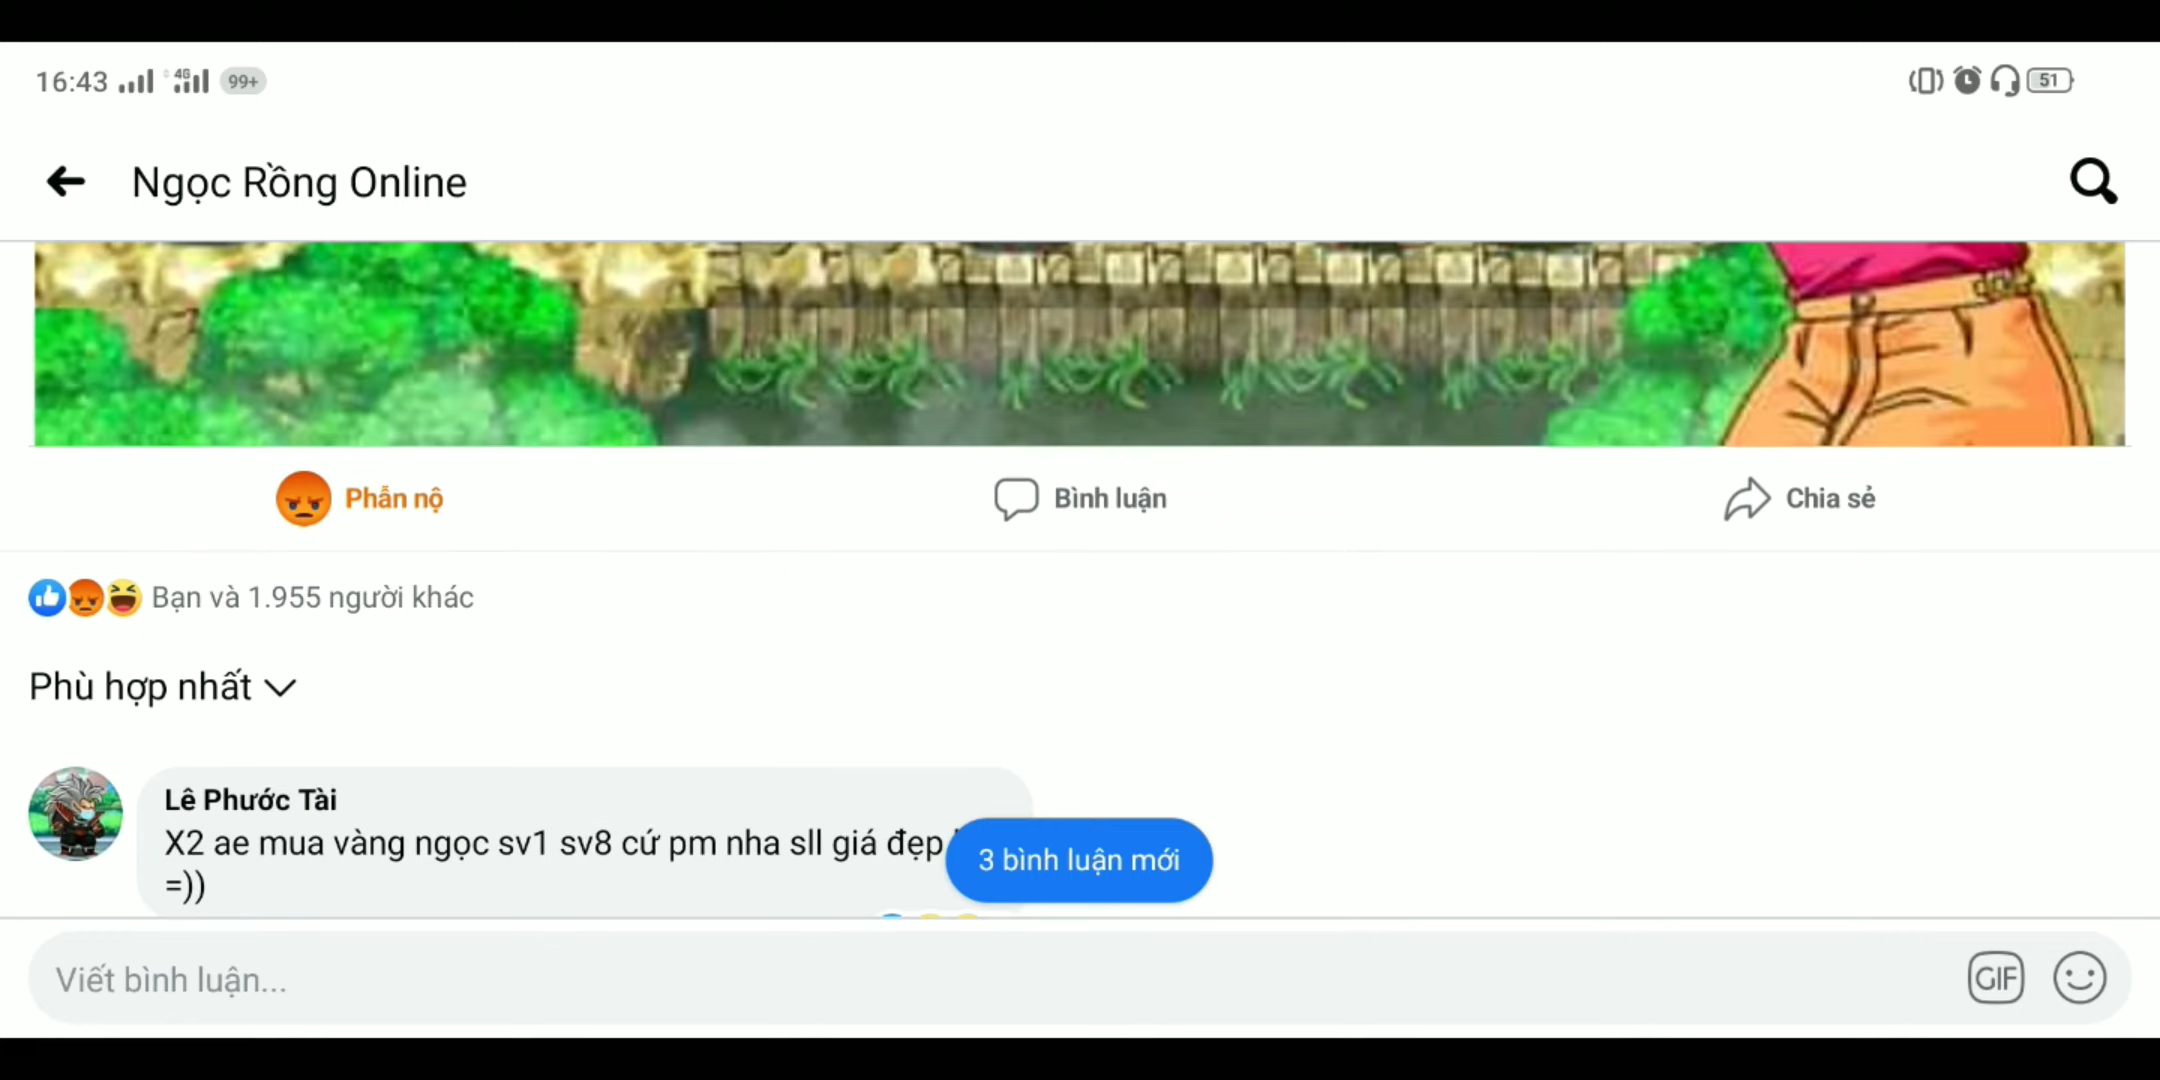 16:43 4G 99+ 51
Ngọc Rồng Online
Phẫn nộ Bình luận Chia sẻ
Bạn và 1.955 người khác
Phù hợp nhất
Lê Phước Tài
X2 ae mua vàng ngọc sv1 sv8 cứ pm nha sll giá đẹp
=))
3 bình luận mới
Viết bình luận... GIF